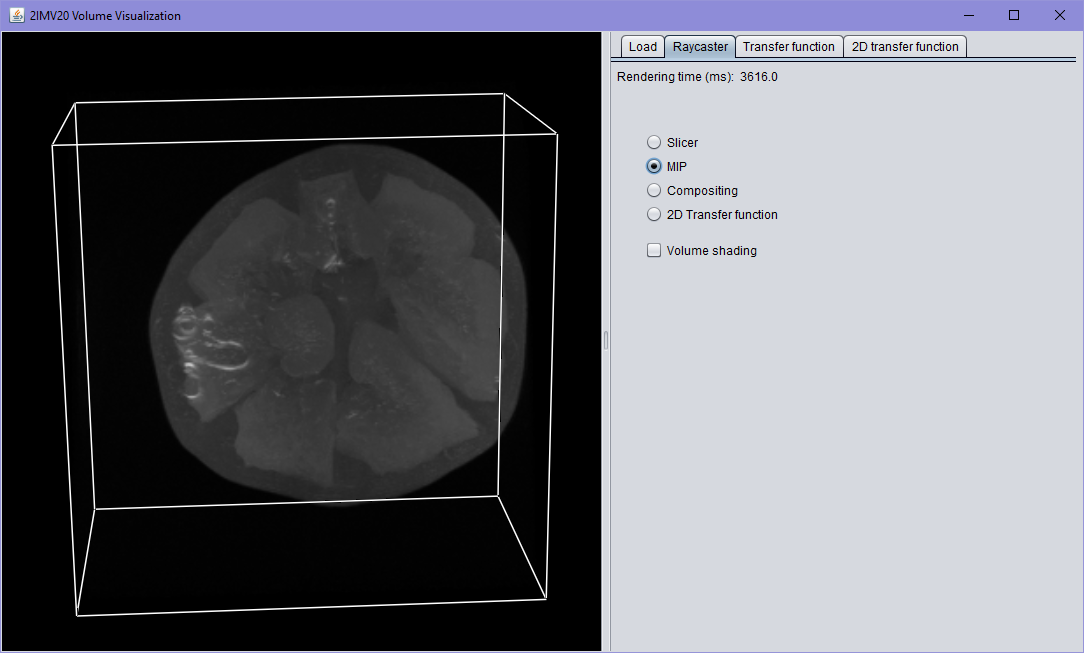 2IMV20 Volume Visualization
Load Raycaster Transfer function 2D transfer function
Rendering time (ms): 3616.0
Slicer
MIP
Compositing
2D Transfer function
Volume shading